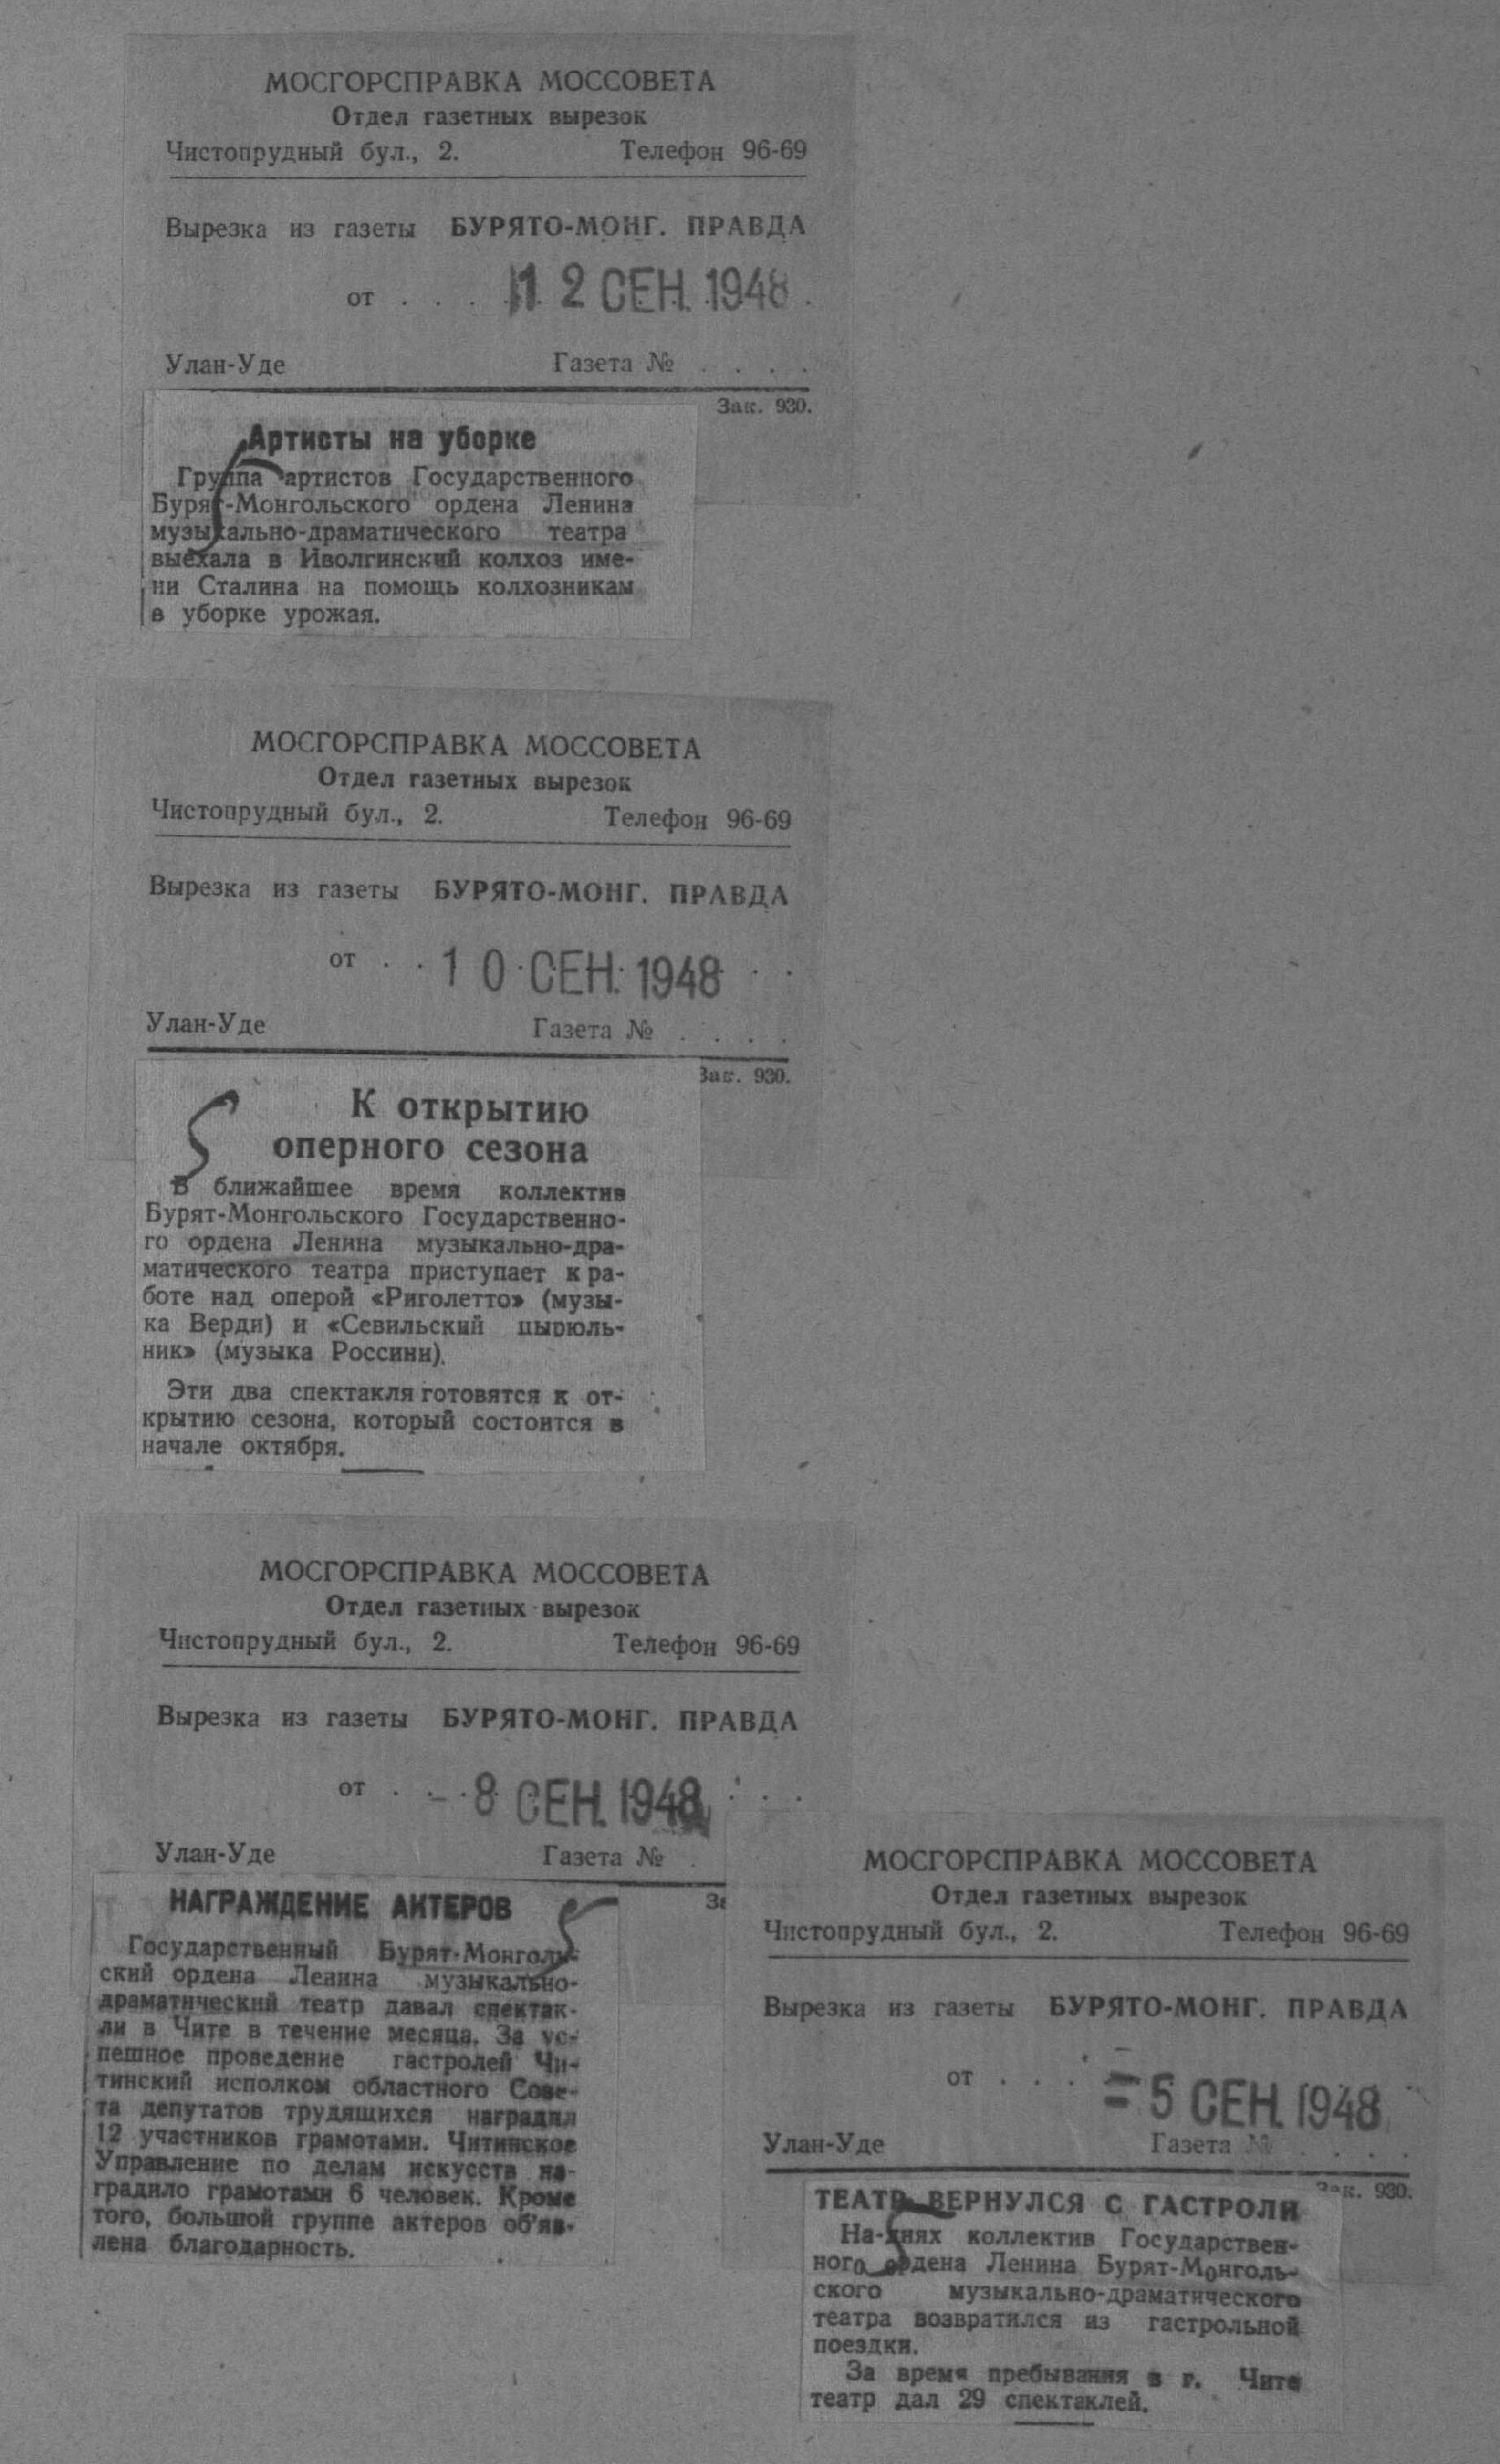 МОСГОРСПРАВКА МОССОВЕТА
Отдел газетных вырезок
Чистопрудный бул., 2. Телефон 96-69
Вырезка из газеты БУРЯТО-МОНГ. ПРАВДА
от . . . 12 СЕН. 1948 .
Улан-Уде Газета № . . . .
Зак. 930.
Артисты на уборке
Группа артистов Государственного
Бурят-Монгольского ордена Ленина
музыкально-драматического театра
выехала в Иволгинский колхоз име-
ни Сталина на помощь колхозникам
в уборке урожая.
МОСГОРСПРАВКА МОССОВЕТА
Отдел газетных вырезок
Чистопрудный бул., 2. Телефон 96-69
Вырезка из газеты БУРЯТО-МОНГ. ПРАВДА
от . . 10 СЕН. 1948 . .
Улан-Уде Газета № . . . .
Зак. 930.
К открытию
оперного сезона
В ближайшее время коллектив
Бурят-Монгольского Государственно-
го ордена Ленина музыкально-дра-
матического театра приступает к ра-
боте над оперой «Риголетто» (музы-
ка Верди) и «Севильский цырюль-
ник» (музыка Россини).
Эти два спектакля готовятся к от-
крытию сезона, который состоится в
начале октября.
МОСГОРСПРАВКА МОССОВЕТА
Отдел газетных вырезок
Чистопрудный бул., 2. Телефон 96-69
Вырезка из газеты БУРЯТО-МОНГ. ПРАВДА
от . . . - 8 СЕН. 1948 . . .
Улан-Уде Газета № .
За
НАГРАЖДЕНИЕ АКТЕРОВ
Государственный Бурят-Монголь-
ский ордена Ленина музыкально-
драматический театр давал спектак-
ли в Чите в течение месяца. За ус-
пешное проведение гастролей Чи-
тинский исполком областного Сове-
та депутатов трудящихся наградил
12 участников грамотами. Читинское
Управление по делам искусств на-
градило грамотами 6 человек. Кроме
того, большой группе актеров об'яв-
лена благодарность.
МОСГОРСПРАВКА МОССОВЕТА
Отдел газетных вырезок
Чистопрудный бул., 2. Телефон 96-69
Вырезка из газеты БУРЯТО-МОНГ. ПРАВДА
от . . . . = 5 СЕН. 1948
Улан-Уде Газета № . . . .
Зак. 930.
ТЕАТР ВЕРНУЛСЯ С ГАСТРОЛИ
На-днях коллектив Государствен-
ного ордена Ленина Бурят-Монголь-
ского музыкально-драматического
театра возвратился из гастрольной
поездки.
За время пребывания в г. Чите
театр дал 29 спектаклей.